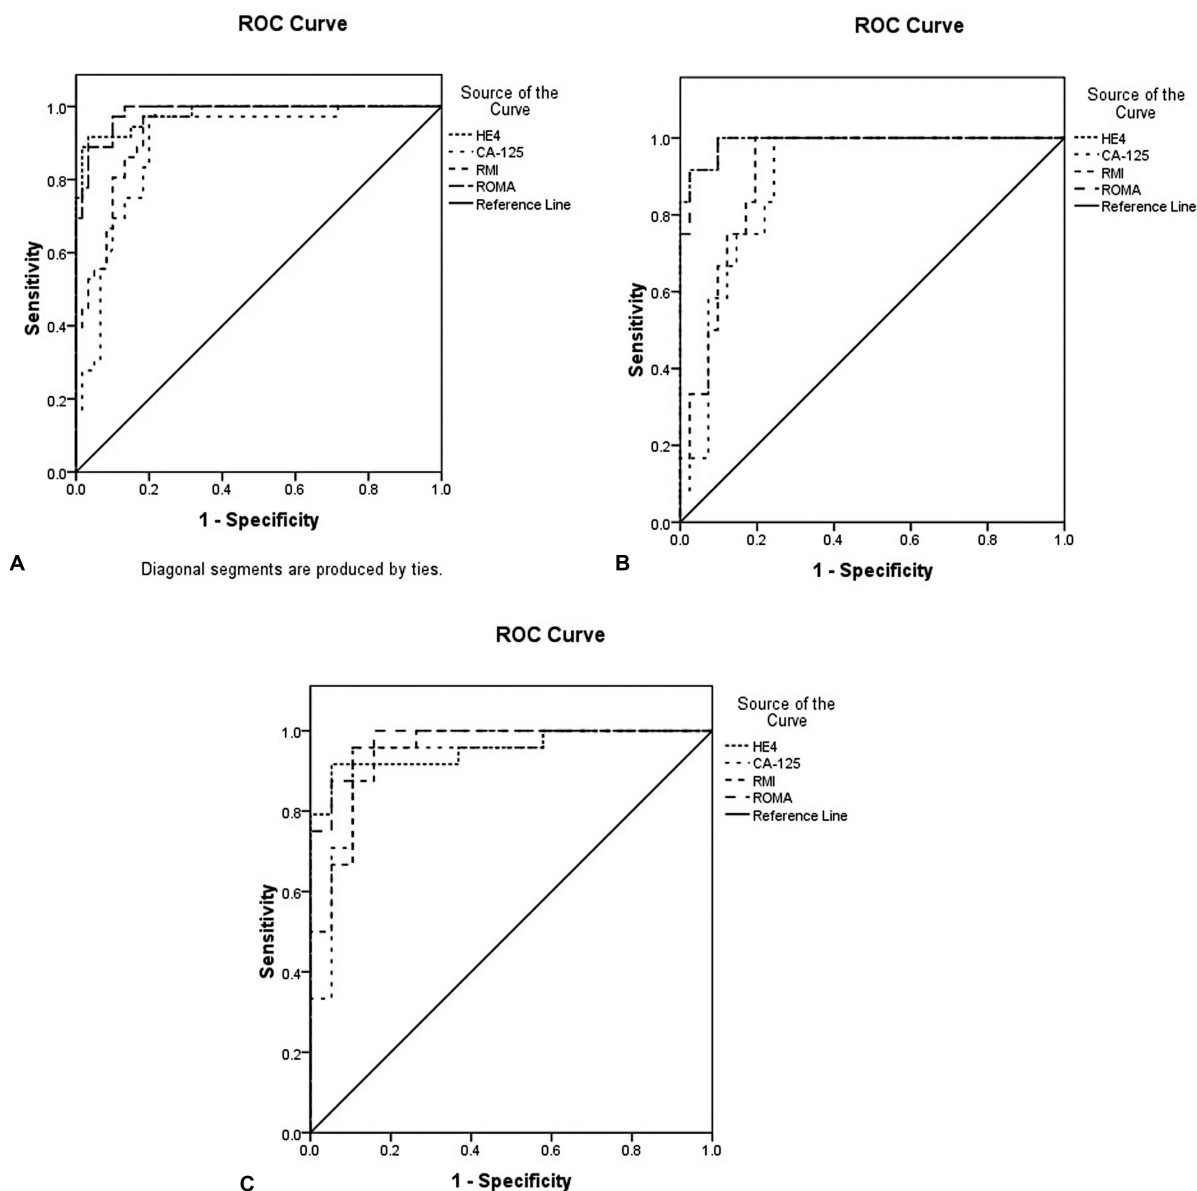 ROC Curve
1.0
0.8
0.6
0.4
0.2
0.0
Sensitivity
0.0 0.2 0.4 0.6 0.8 1.0
1 - Specificity
Source of the
Curve
HE4
CA-125
RMI
ROMA
Reference Line
A
Diagonal segments are produced by ties.
ROC Curve
1.0
0.8
0.6
0.4
0.2
0.0
Sensitivity
0.0 0.2 0.4 0.6 0.8 1.0
1 - Specificity
Source of the
Curve
HE4
CA-125
RMI
ROMA
Reference Line
B
ROC Curve
1.0
0.8
0.6
0.4
0.2
0.0
Sensitivity
0.0 0.2 0.4 0.6 0.8 1.0
1 - Specificity
Source of the
Curve
HE4
CA-125
RMI
ROMA
Reference Line
C